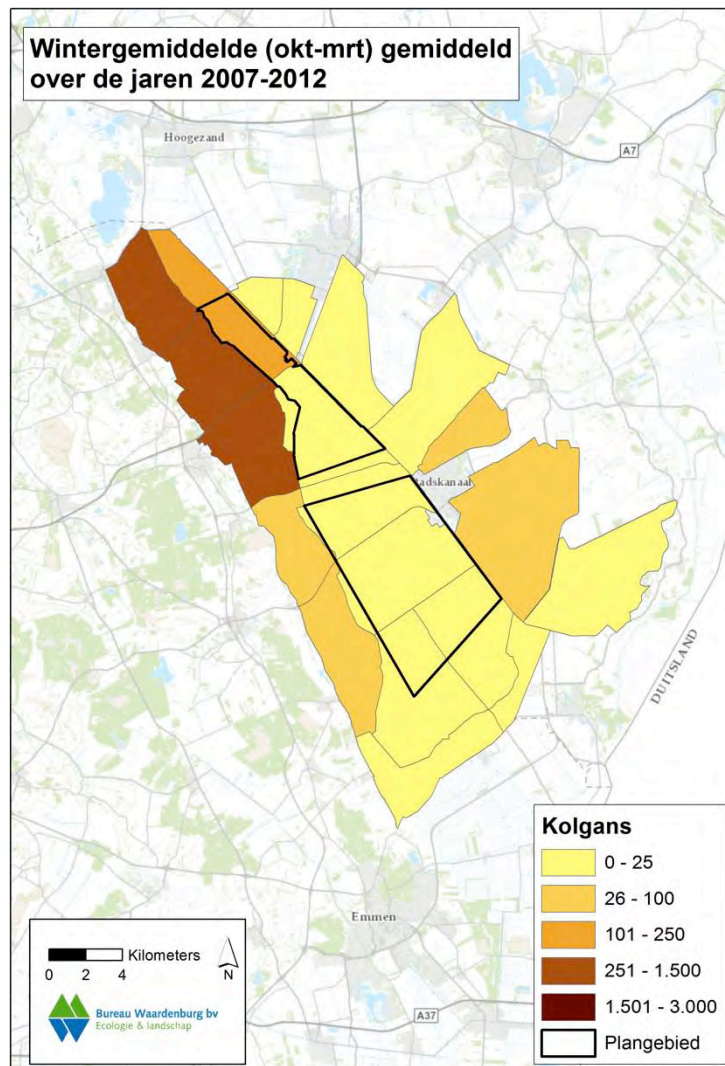 Wintergemiddelde (okt-mrt) gemiddeld
over de jaren 2007-2012
Hoogezand
A7
adskanaal
DUITSLAND
Emmen
A37
Kilometers
0 2 4
N
Bureau Waardenburg bv
Ecologie & landschap
Kolgans
0 - 25
26 - 100
101 - 250
251 - 1.500
1.501 - 3.000
Plangebied